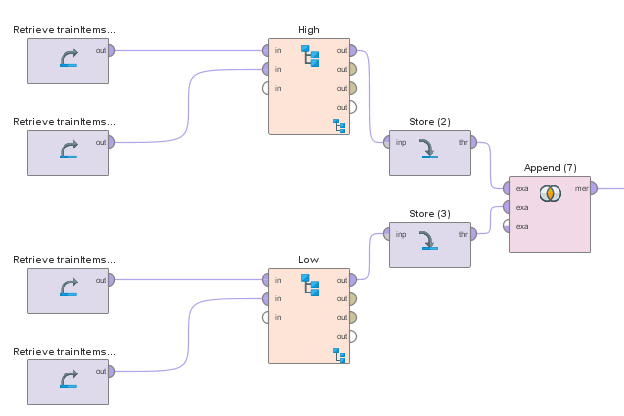 Retrieve trainItems...
out
High
in
in
in
out
out
out
out
Retrieve trainItems...
out
Store (2)
inp
thr
Append (7)
exa
exa
exa
mer
Store (3)
inp
thr
Retrieve trainItems...
out
Low
in
in
in
out
out
out
out
Retrieve trainItems...
out